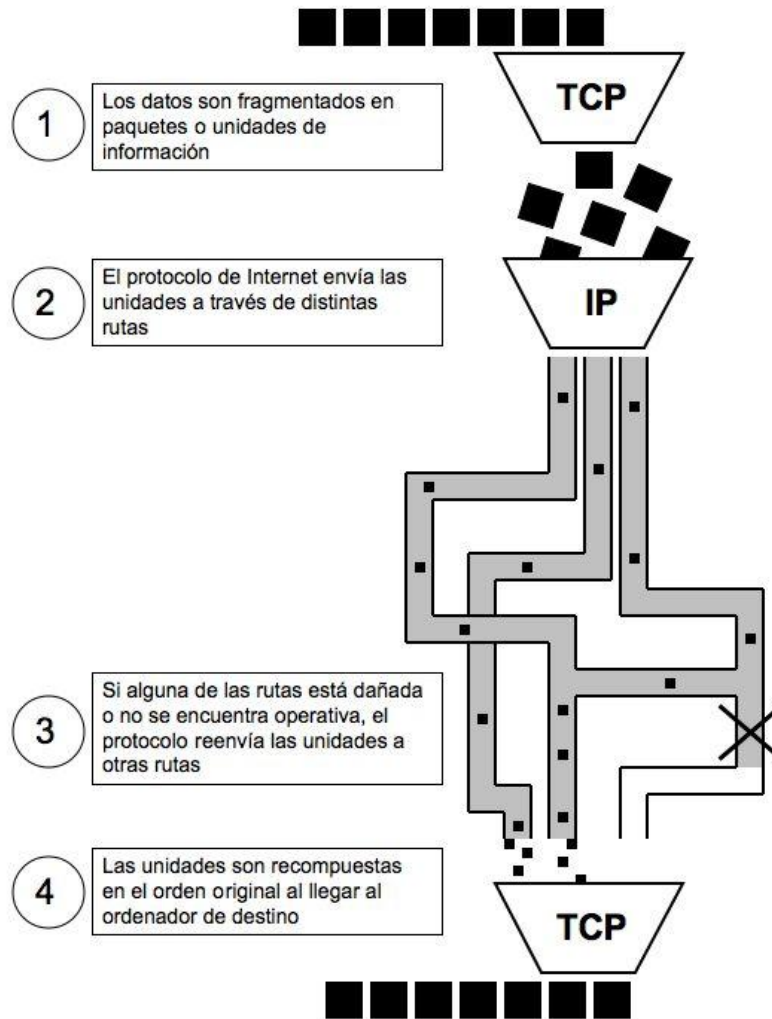 TCP
1
Los datos son fragmentados en
paquetes o unidades de
información
2
El protocolo de Internet envía las
unidades a través de distintas
rutas
IP
3
Si alguna de las rutas está dañada
o no se encuentra operativa, el
protocolo reenvía las unidades a
otras rutas
4
Las unidades son recompuestas
en el orden original al llegar al
ordenador de destino
TCP